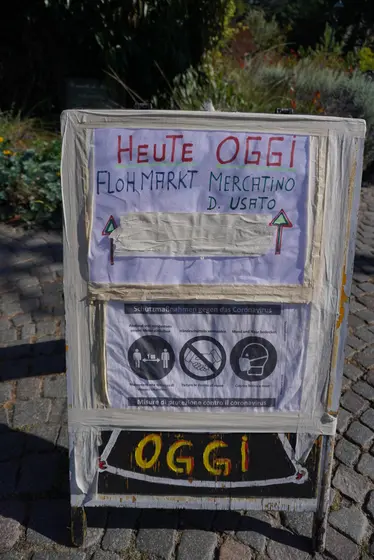 HEUTE OGGI
FLOHMARKT MERCATINO
D. USATO
Schutzmaßnahmen gegen das Coronavirus
Misure di protezione contro il coronavirus
OGGI